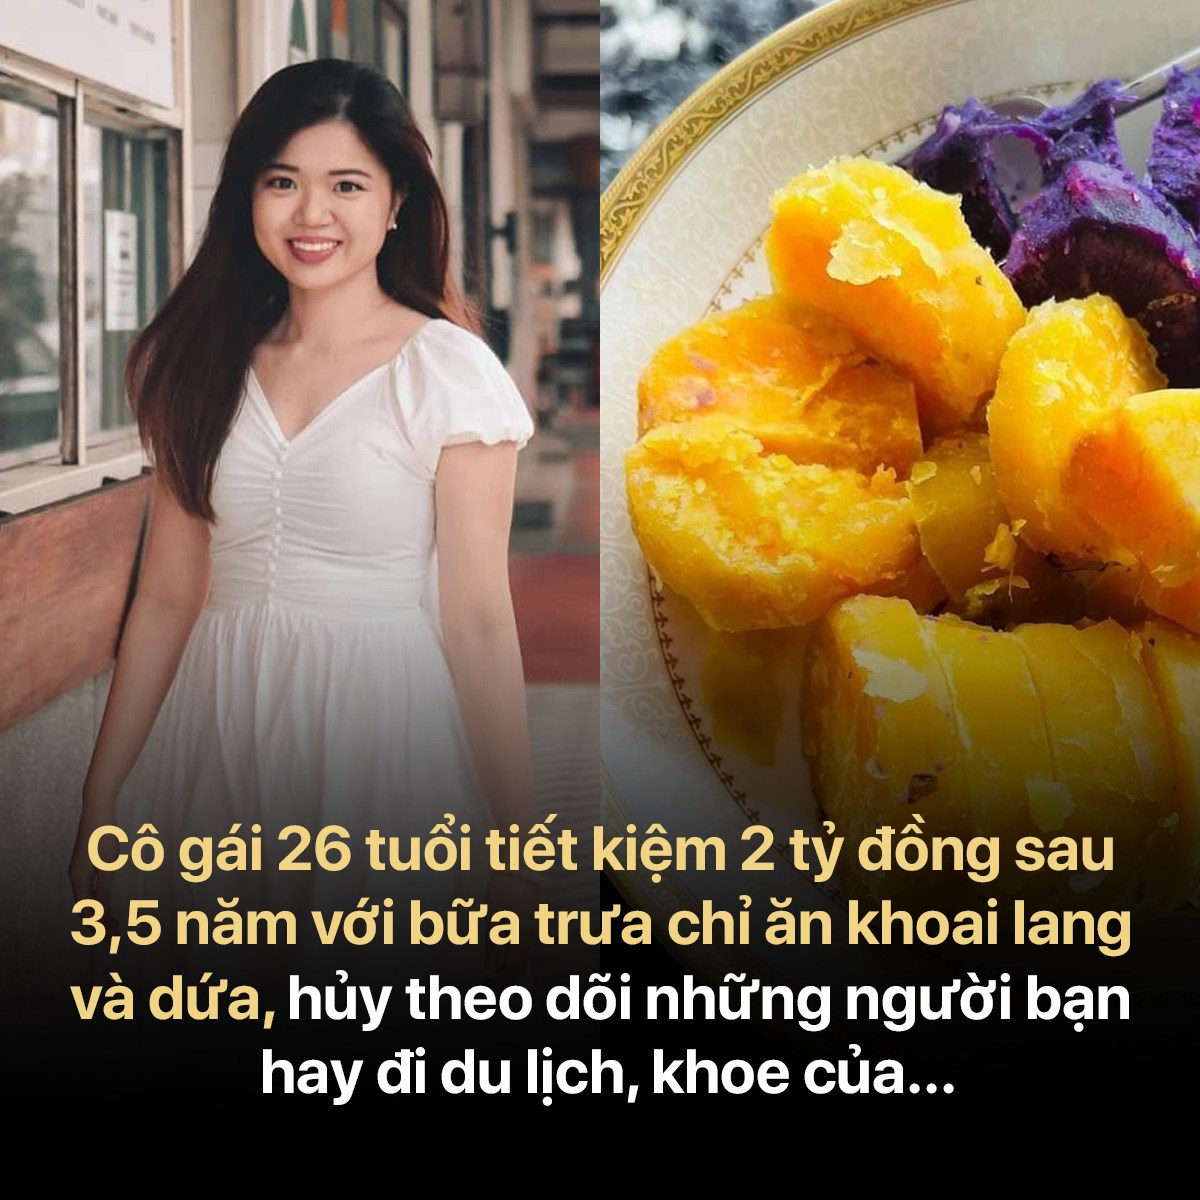 Cô gái 26 tuổi tiết kiệm 2 tỷ đồng sau
3,5 năm với bữa trưa chỉ ăn khoai lang
và dứa, hủy theo dõi những người bạn
hay đi du lịch, khoe của...